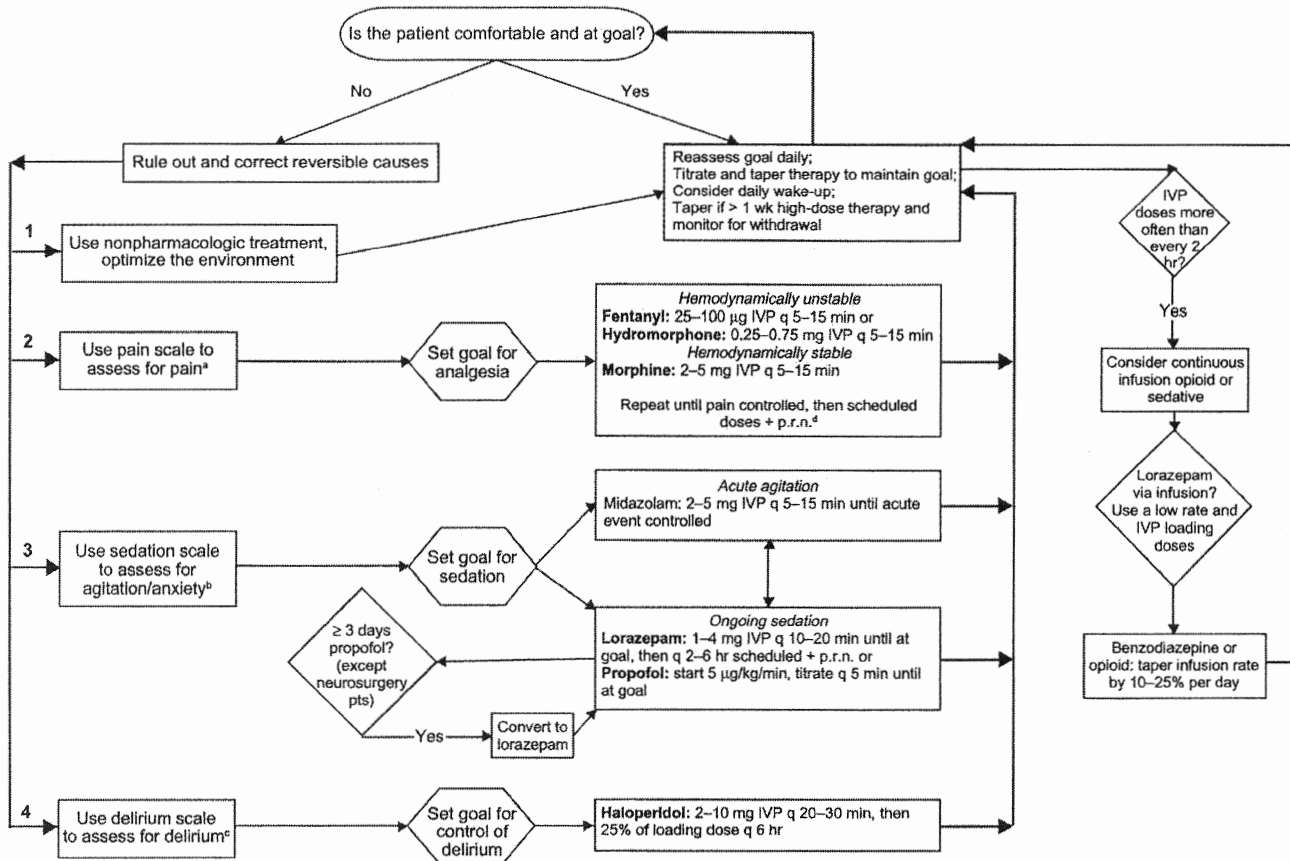 Is the patient comfortable and at goal?
No
Yes
Rule out and correct reversible causes
Reassess goal daily;
Titrate and taper therapy to maintain goal;
Consider daily wake-up;
Taper if > 1 wk high-dose therapy and
monitor for withdrawal
IVP
doses more
often than
every 2
hr?
Yes
1
Use nonpharmacologic treatment,
optimize the environment
2
Use pain scale to
assess for painᵃ
Set goal for
analgesia
Hemodynamically unstable
Fentanyl: 25–100 μg IVP q 5–15 min or
Hydromorphone: 0.25–0.75 mg IVP q 5–15 min
Hemodynamically stable
Morphine: 2–5 mg IVP q 5–15 min
Repeat until pain controlled, then scheduled
doses + p.r.n.ᵈ
Consider continuous
infusion opioid or
sedative
Lorazepam
via infusion?
Use a low rate and
IVP loading
doses
Benzodiazepine or
opioid: taper infusion rate
by 10–25% per day
3
Use sedation scale
to assess for
agitation/anxietyᵇ
Set goal for
sedation
Acute agitation
Midazolam: 2–5 mg IVP q 5–15 min until acute
event controlled
Ongoing sedation
Lorazepam: 1–4 mg IVP q 10–20 min until at
goal, then q 2–6 hr scheduled + p.r.n. or
Propofol: start 5 μg/kg/min, titrate q 5 min until
at goal
≥ 3 days
propofol?
(except
neurosurgery
pts)
Yes
Convert to
lorazepam
4
Use delirium scale
to assess for deliriumᶜ
Set goal for
control of
delirium
Haloperidol: 2–10 mg IVP q 20–30 min, then
25% of loading dose q 6 hr